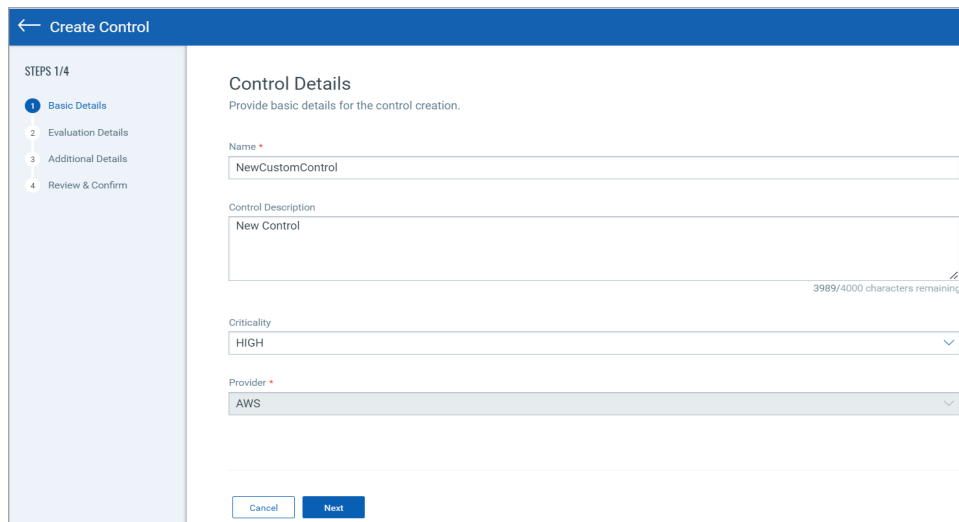 ← Create Control
STEPS 1/4
1 Basic Details
2 Evaluation Details
3 Additional Details
4 Review & Confirm
Control Details
Provide basic details for the control creation.
Name *
NewCustomControl
Control Description
New Control
3989/4000 characters remaining
Criticality
HIGH
Provider *
AWS
Cancel Next